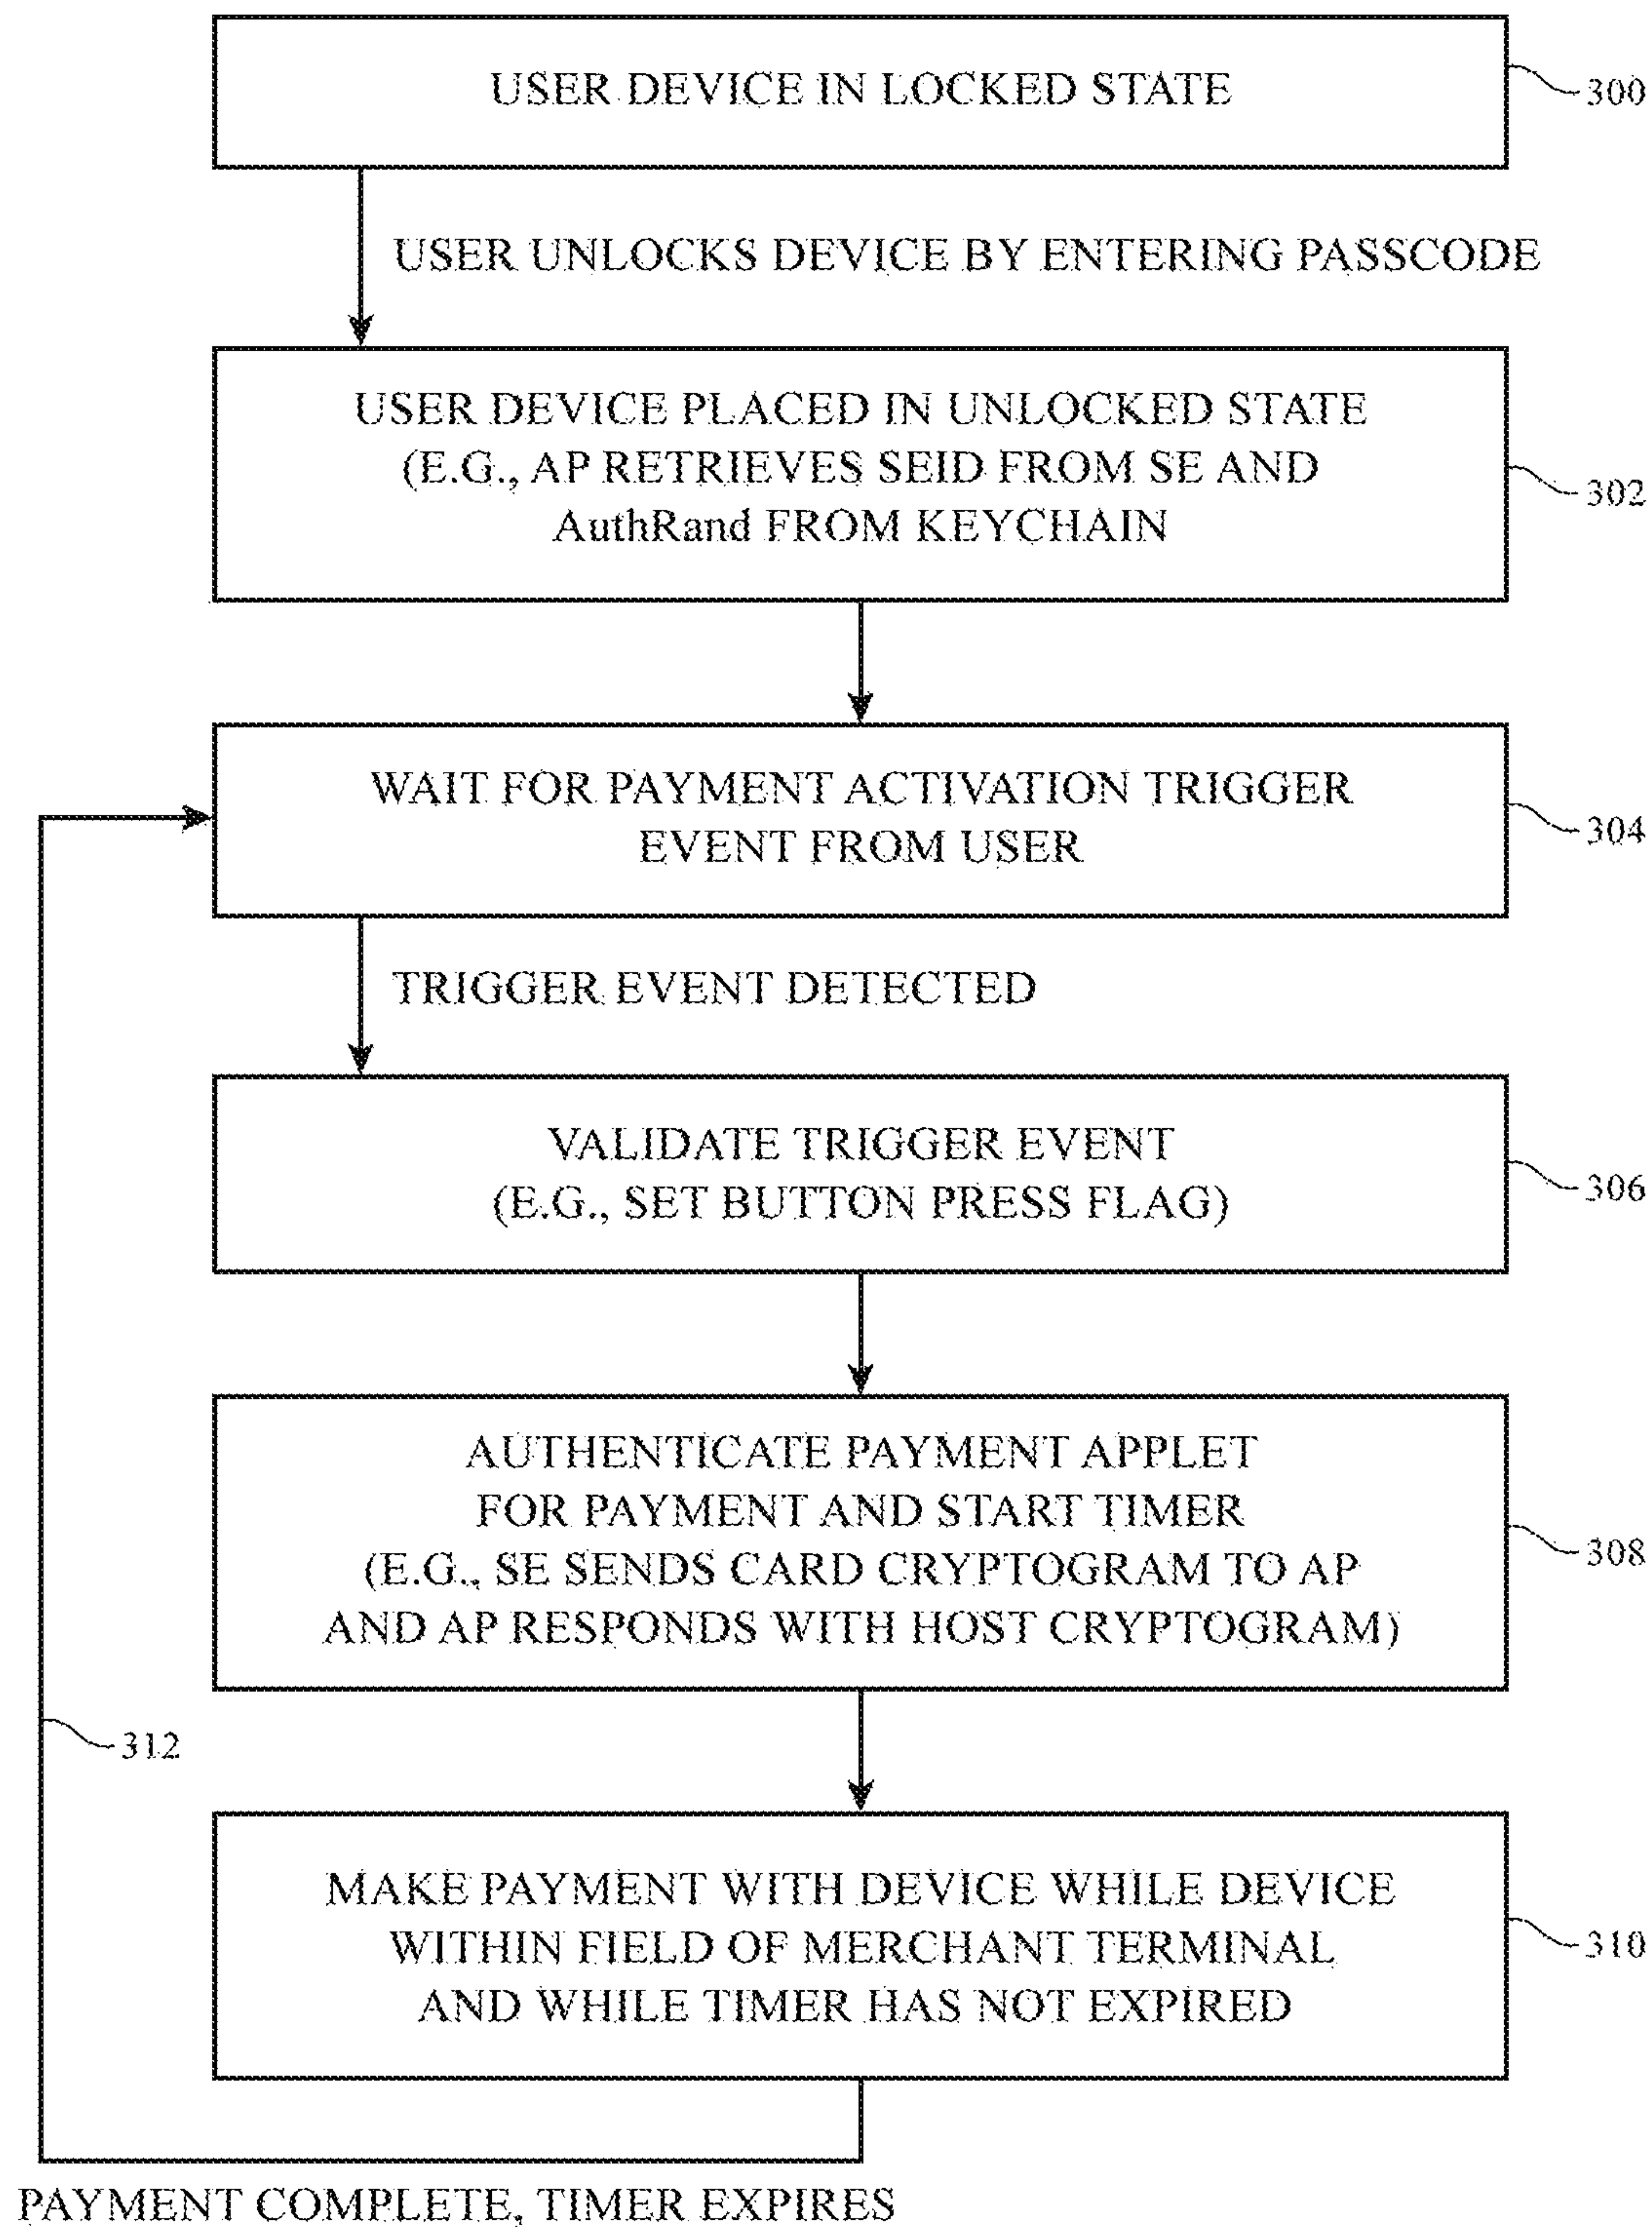 USER DEVICE IN LOCKED STATE
300
USER UNLOCKS DEVICE BY ENTERING PASSCODE
USER DEVICE PLACED IN UNLOCKED STATE
(E.G., AP RETRIEVES SEID FROM SE AND
AuthRand FROM KEYCHAIN
302
WAIT FOR PAYMENT ACTIVATION TRIGGER
EVENT FROM USER
304
TRIGGER EVENT DETECTED
VALIDATE TRIGGER EVENT
(E.G., SET BUTTON PRESS FLAG)
306
AUTHENTICATE PAYMENT APPLET
FOR PAYMENT AND START TIMER
(E.G., SE SENDS CARD CRYPTOGRAM TO AP
AND AP RESPONDS WITH HOST CRYPTOGRAM)
308
312
MAKE PAYMENT WITH DEVICE WHILE DEVICE
WITHIN FIELD OF MERCHANT TERMINAL
AND WHILE TIMER HAS NOT EXPIRED
310
PAYMENT COMPLETE, TIMER EXPIRES